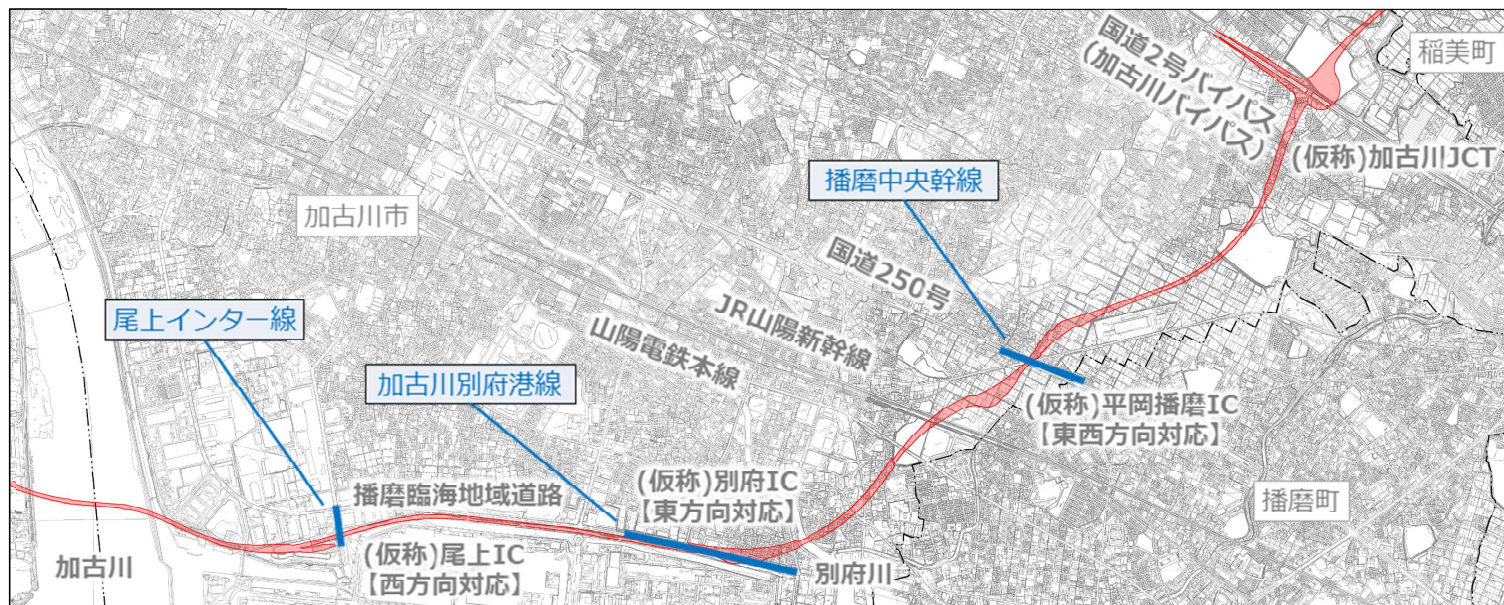 国道2号バイパス
(加古川バイパス)
稲美町
(仮称)加古川JCT
播磨中央幹線
加古川市
国道250号
JR山陽新幹線
山陽電鉄本線
尾上インター線
加古川別府港線
(仮称)平岡播磨IC
【東西方向対応】
播磨町
播磨臨海地域道路
(仮称)別府IC
【東方向対応】
(仮称)尾上IC
【西方向対応】
加古川
別府川